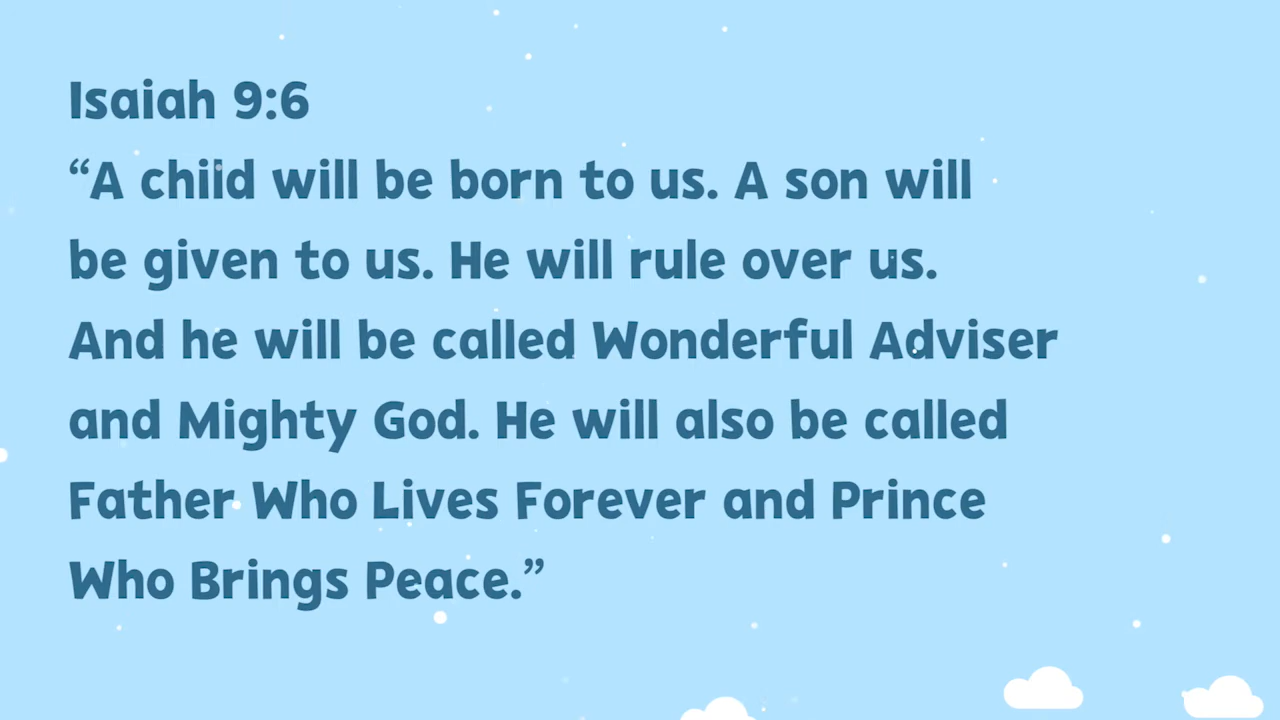 Isaiah 9:6
“A child will be born to us. A son will
be given to us. He will rule over us.
And he will be called Wonderful Adviser
and Mighty God. He will also be called
Father Who Lives Forever and Prince
Who Brings Peace.”